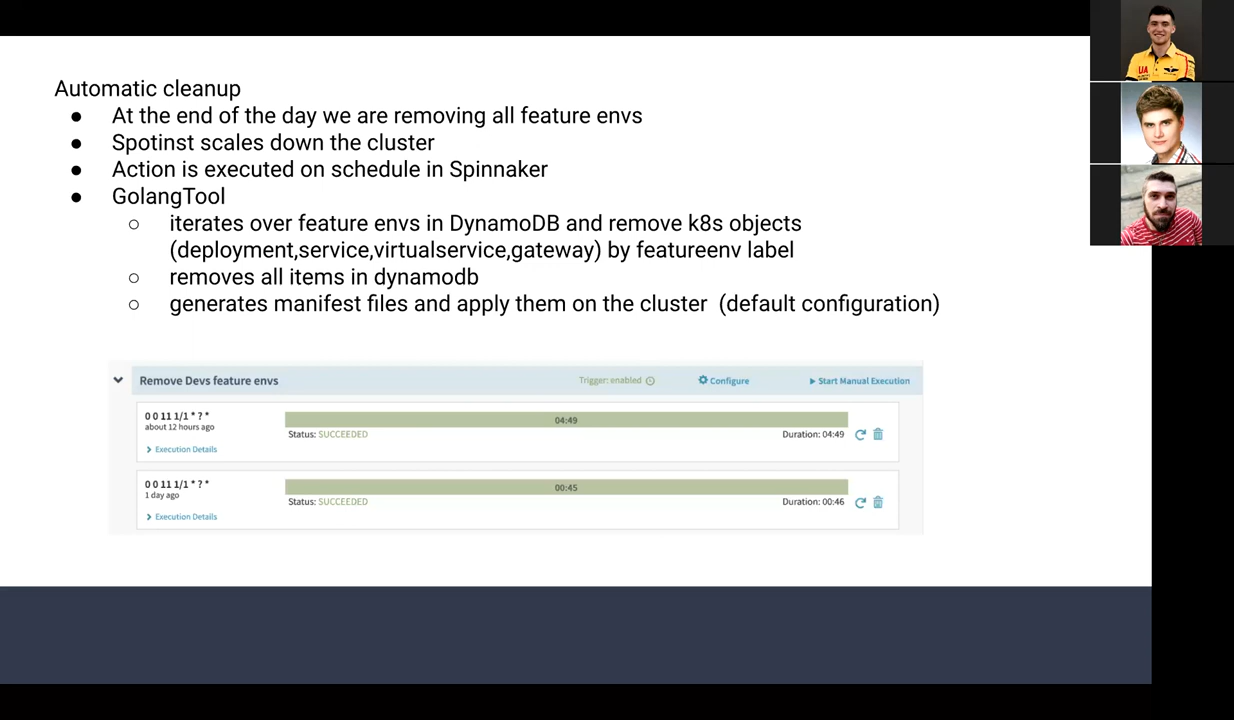 Automatic cleanup
● At the end of the day we are removing all feature envs
● Spotinst scales down the cluster
● Action is executed on schedule in Spinnaker
● GolangTool
○ iterates over feature envs in DynamoDB and remove k8s objects
(deployment,service,virtualservice,gateway) by featureenv label
○ removes all items in dynamodb
○ generates manifest files and apply them on the cluster (default configuration)
Remove Devs feature envs Trigger: enabled Configure Start Manual Execution
0 0 11 1/1 * ? *
04:49
about 12 hours ago
Status: SUCCEEDED Duration: 04:49
Execution Details
0 0 11 1/1 * ? *
00:45
1 day ago
Status: SUCCEEDED Duration: 00:46
Execution Details
UA